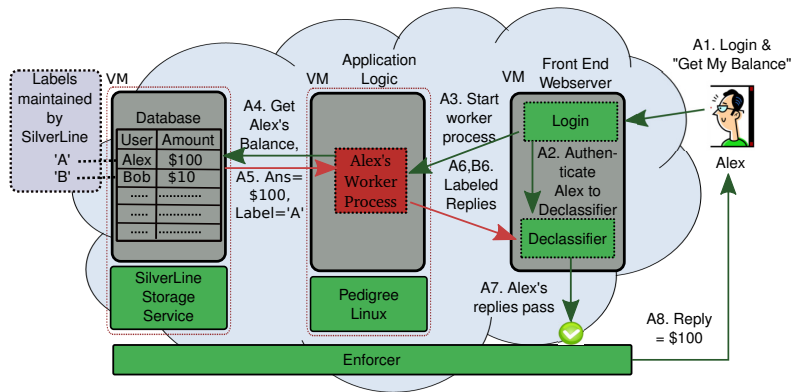 Labels
maintained
by
SilverLine
'A'
'B'
VM
Database
User Amount
Alex $100
Bob $10
..... .......
..... .......
..... .......
SilverLine
Storage
Service
A4. Get
Alex's
Balance,
A5. Ans=
$100,
Label='A'
Application
Logic
VM
Alex's
Worker
Process
Pedigree
Linux
A3. Start
worker
process
A6,B6.
Labeled
Replies
Front End
Webserver
VM
Login
A2. Authen-
ticate
Alex to
Declassifier
Declassifier
A7. Alex's
replies pass
A1. Login &
"Get My Balance"
Alex
A8. Reply
= $100
Enforcer